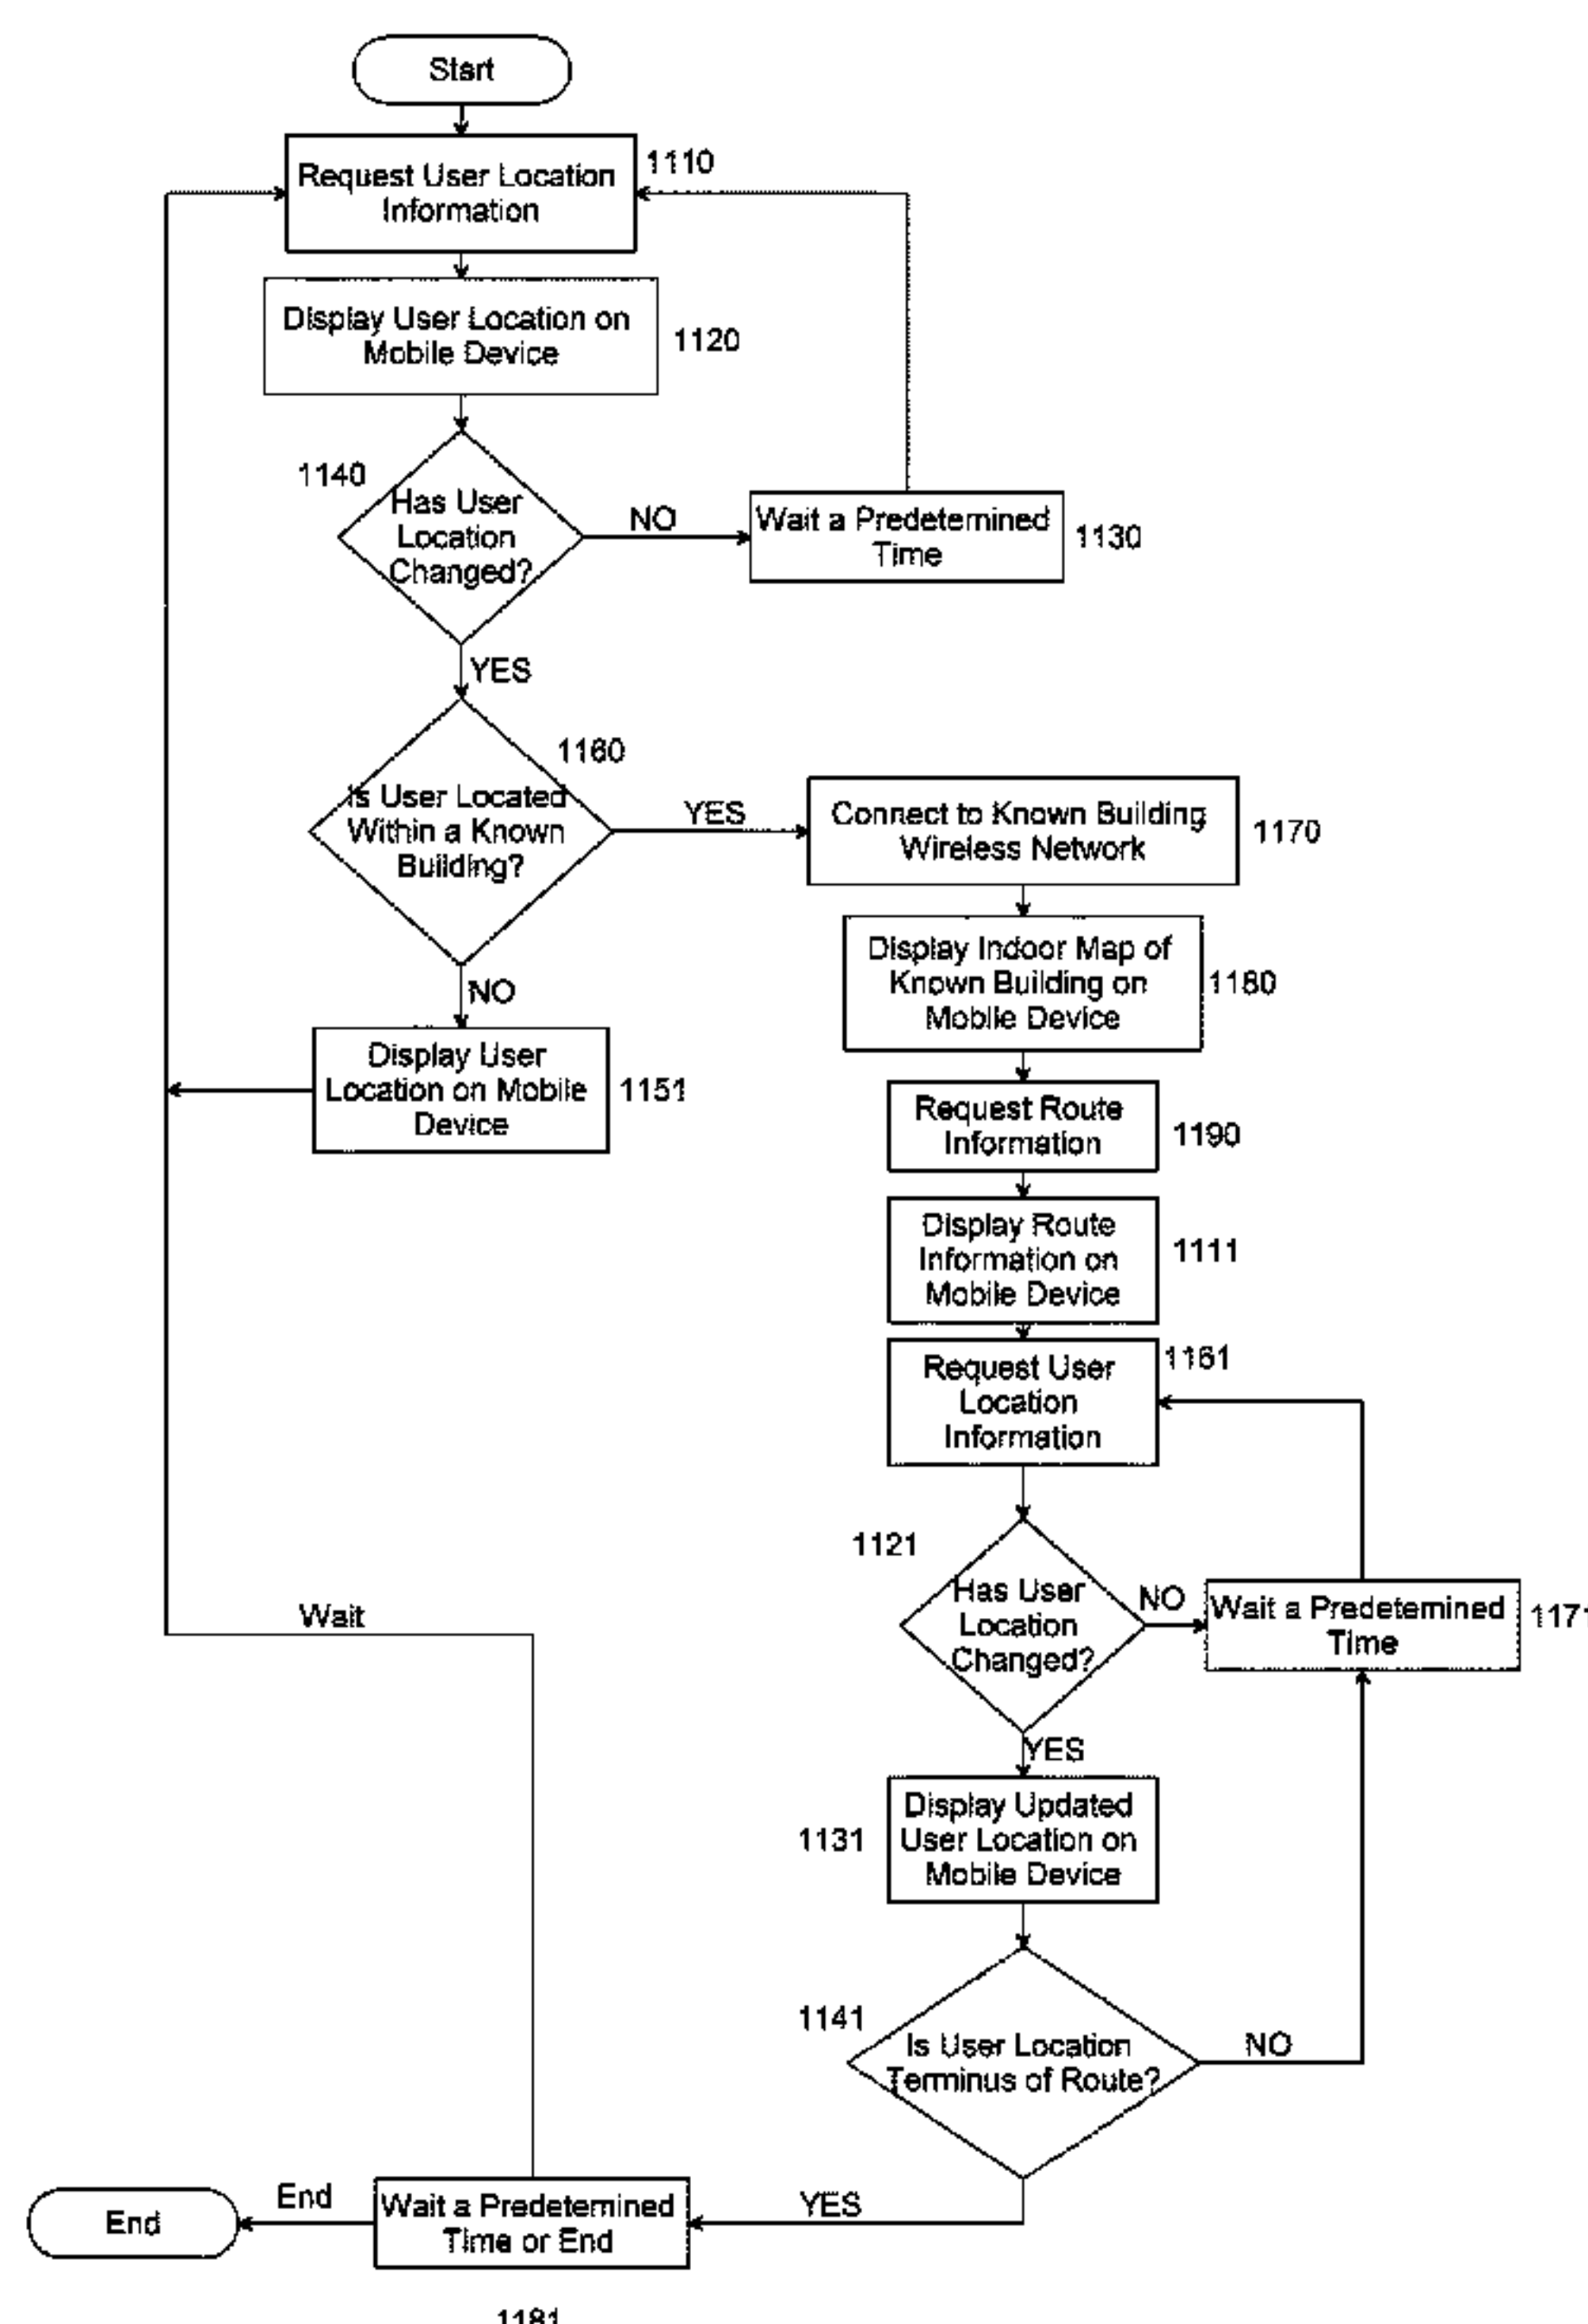 Start
Request User Location
Information
1110
Display User Location on
Mobile Device
1120
1140
Has User
Location
Changed?
NO
Wait a Predetemined
Time
1130
YES
1160
Is User Located
Within a Known
Building?
YES
Connect to Known Building
Wireless Network
1170
Display Indoor Map of
Known Building on
Mobile Device
1180
NO
Display User
Location on Mobile
Device
1151
Request Route
Information
1190
Display Route
Information on
Mobile Device
1111
Request User
Location
Information
1161
1121
Has User
Location
Changed?
NO
Wait a Predetemined
Time
1171
Wait
YES
Display Updated
User Location on
Mobile Device
1131
1141
Is User Location
Terminus of Route?
NO
YES
Wait a Predetemined
Time or End
End
End
1181